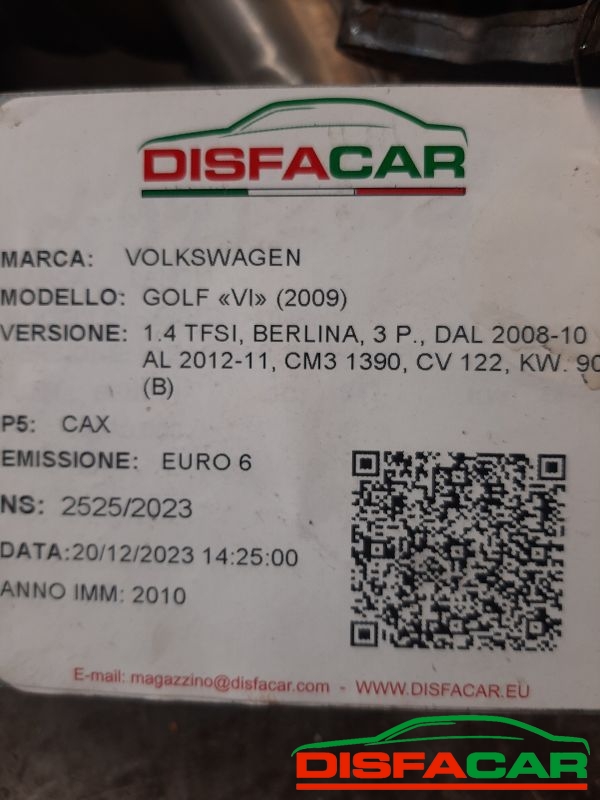 DISFACAR
MARCA: VOLKSWAGEN
MODELLO: GOLF «VI» (2009)
VERSIONE: 1.4 TFSI, BERLINA, 3 P., DAL 2008-10
AL 2012-11, CM3 1390, CV 122, KW. 90
(B)
P5: CAX
EMISSIONE: EURO 6
NS: 2525/2023
DATA:20/12/2023 14:25:00
ANNO IMM: 2010
E-mail: magazzino@disfacar.com - WWW.DISFACAR.EU
DISFACAR